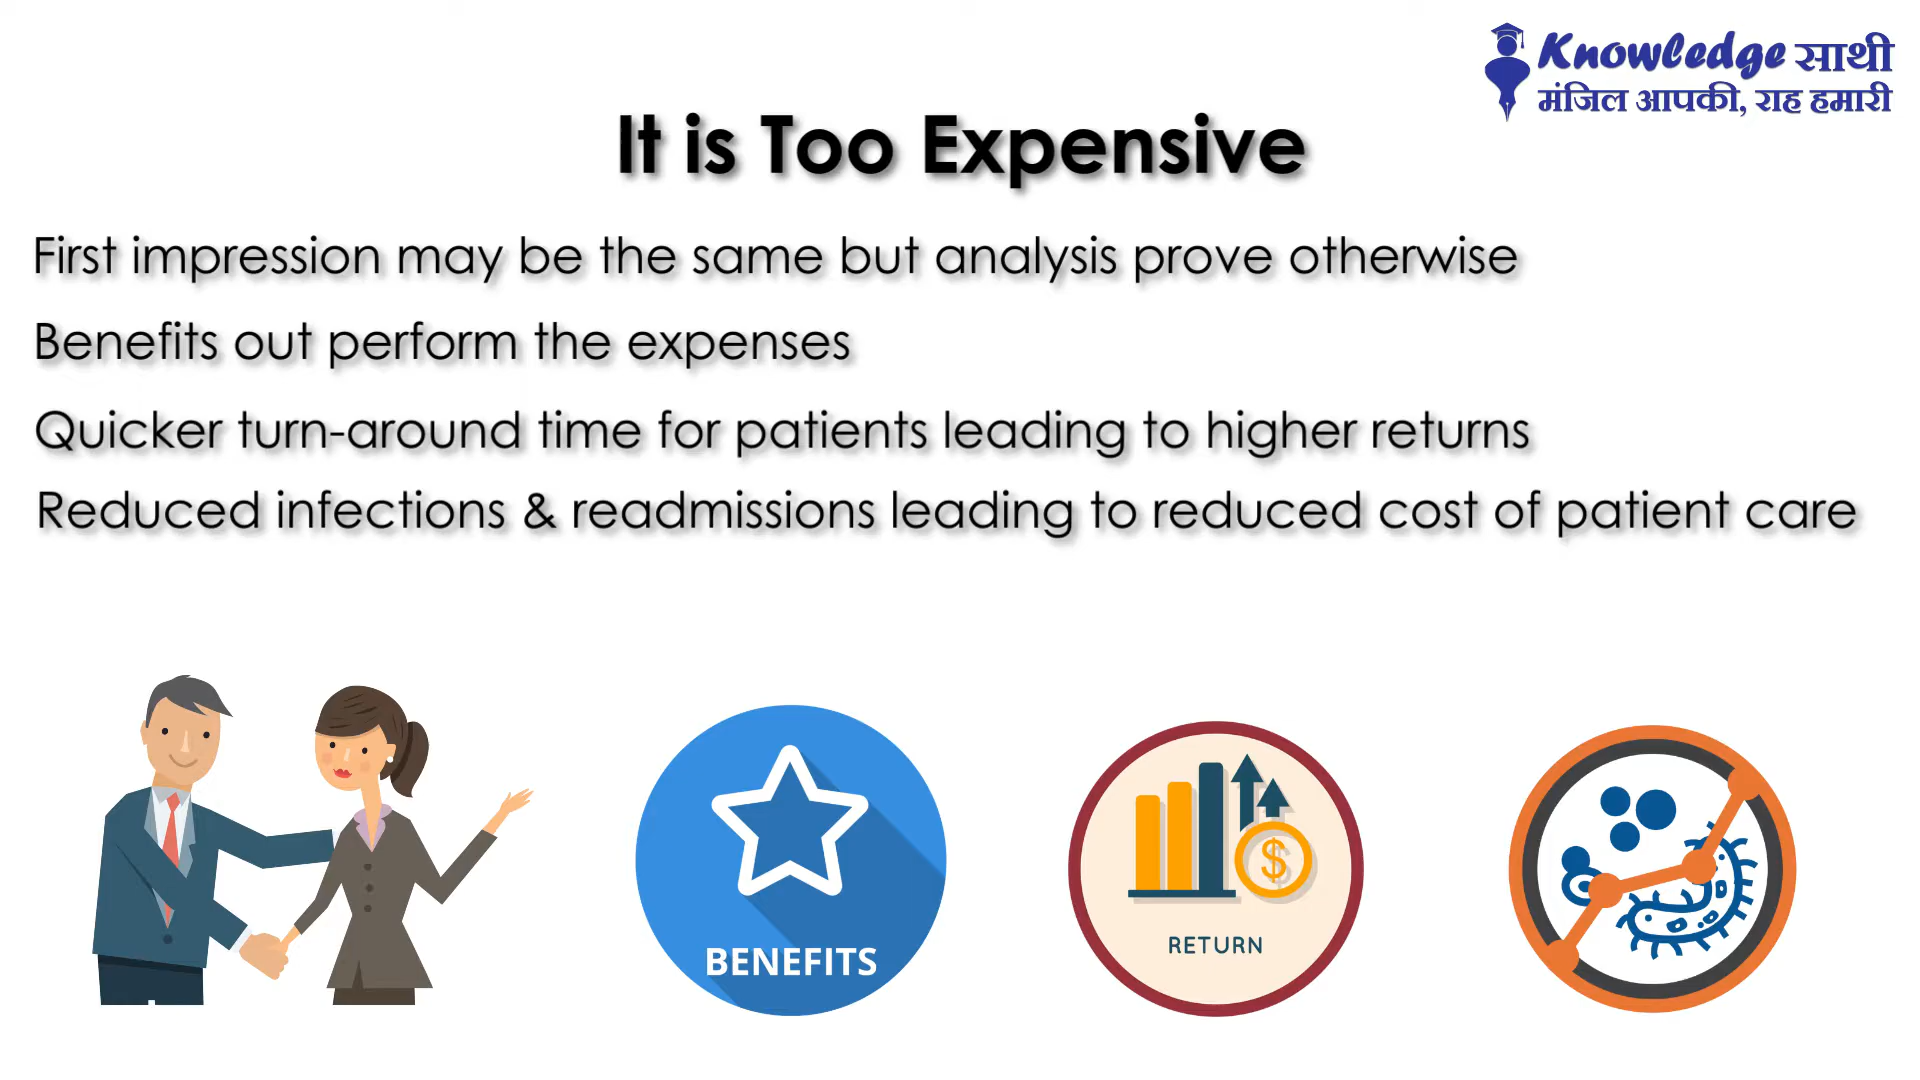 Knowledge साथी
मंजिल आपकी, राह हमारी
It is Too Expensive
First impression may be the same but analysis prove otherwise
Benefits out perform the expenses
Quicker turn-around time for patients leading to higher returns
Reduced infections & readmissions leading to reduced cost of patient care
BENEFITS
$
RETURN